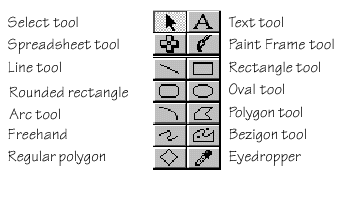 Select tool A Text tool
Spreadsheet tool Paint Frame tool
Line tool Rectangle tool
Rounded rectangle Oval tool
Arc tool Polygon tool
Freehand Bezigon tool
Regular polygon Eyedropper